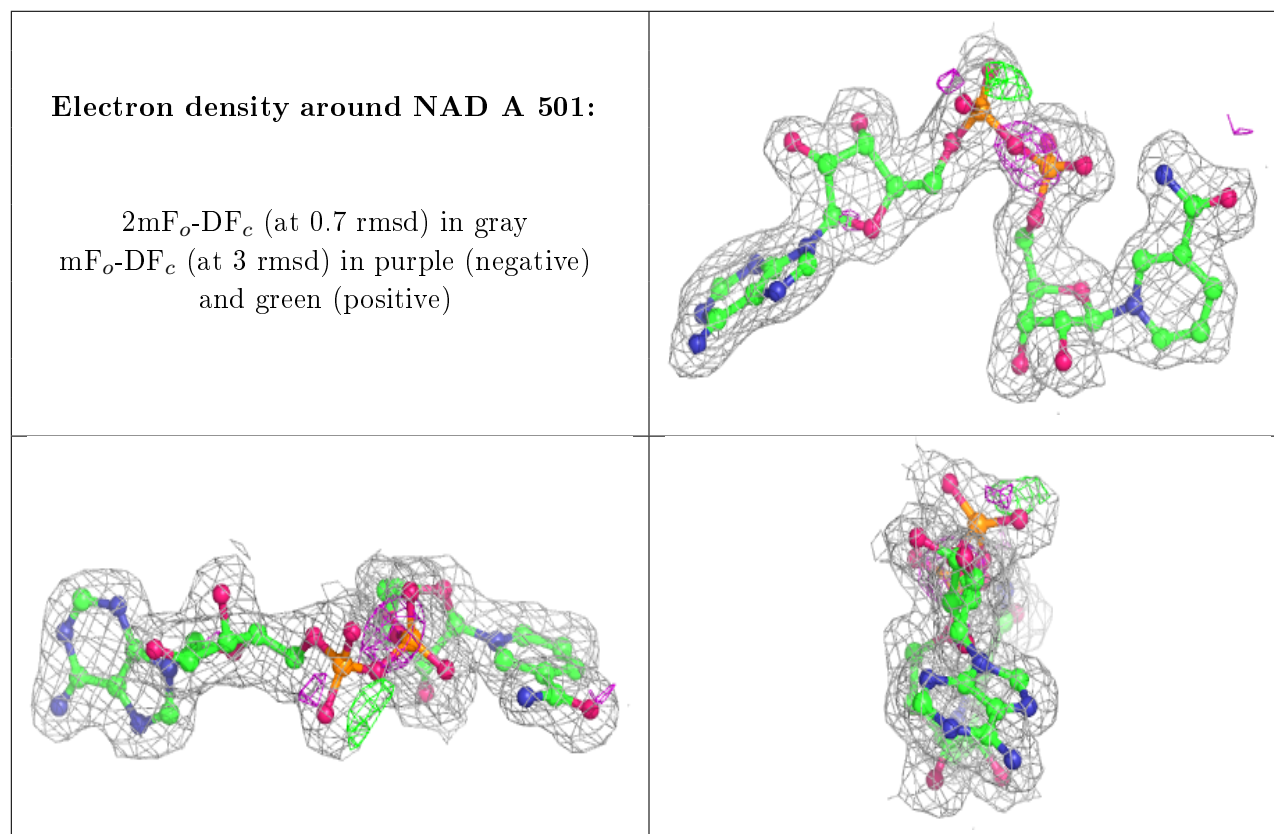 Electron density around NAD A 501:
2mFo-DFc (at 0.7 rmsd) in gray
mFo-DFc (at 3 rmsd) in purple (negative)
and green (positive)